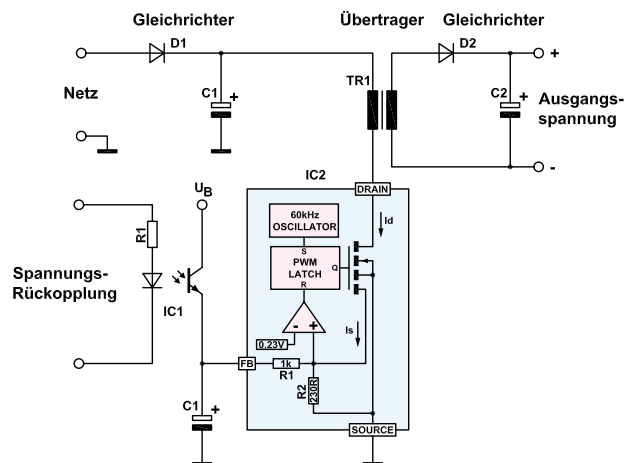 Gleichrichter
Übertrager
Gleichrichter
D1
D2
+
TR1
C1
+
C2
+
Netz
Ausgangs-
spannung
-
IC2
DRAIN
UB
60kHz
OSCILLATOR
Id
R1
S
PWM
LATCH
Q
R
Spannungs-
Rückopplung
IC1
Is
- +
0.23V
FB
1k
R1
R2
230R
C1
+
SOURCE